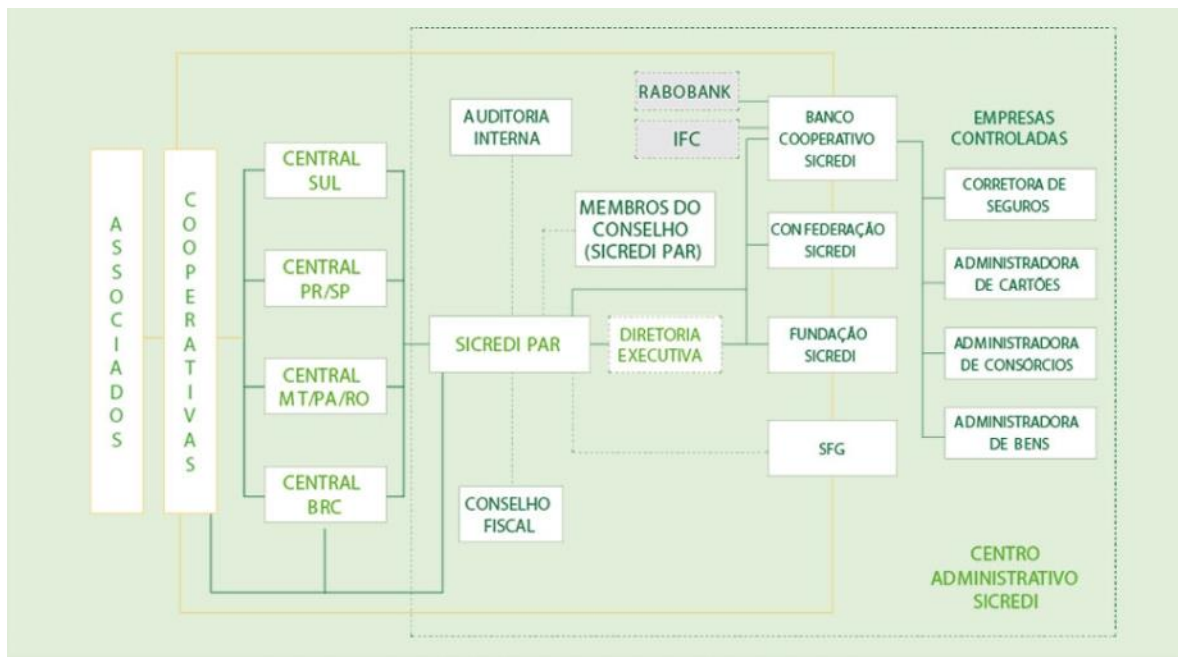 ASSOCIADOS
COOPERATIVAS
CENTRAL
SUL
CENTRAL
PR/SP
CENTRAL
MT/PA/RO
CENTRAL
BRC
AUDITORIA
INTERNA
MEMBROS DO
CONSELHO
(SICREDI PAR)
SICREDI PAR
DIRETORIA
EXECUTIVA
CONSELHO
FISCAL
RABOBANK
IFC
BANCO
COOPERATIVO
SICREDI
CONFEDERAÇÃO
SICREDI
FUNDAÇÃO
SICREDI
SFG
EMPRESAS
CONTROLADAS
CORRETORA DE
SEGUROS
ADMINISTRADORA
DE CARTÕES
ADMINISTRADORA
DE CONSÓRCIOS
ADMINISTRADORA
DE BENS
CENTRO
ADMINISTRATIVO
SICREDI